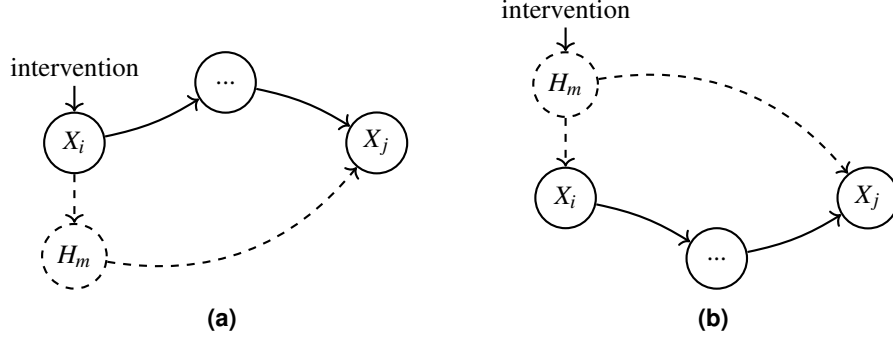 intervention
X_i
...
X_j
H_m
(a)
intervention
H_m
X_i
...
X_j
(b)